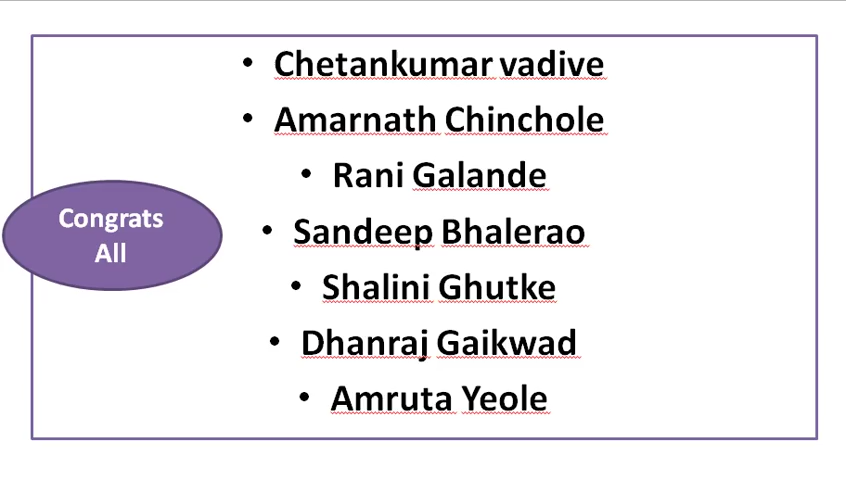 • Chetankumar vadive
• Amarnath Chinchole
• Rani Galande
Congrats
All
• Sandeep Bhalerao
• Shalini Ghutke
• Dhanraj Gaikwad
• Amruta Yeole